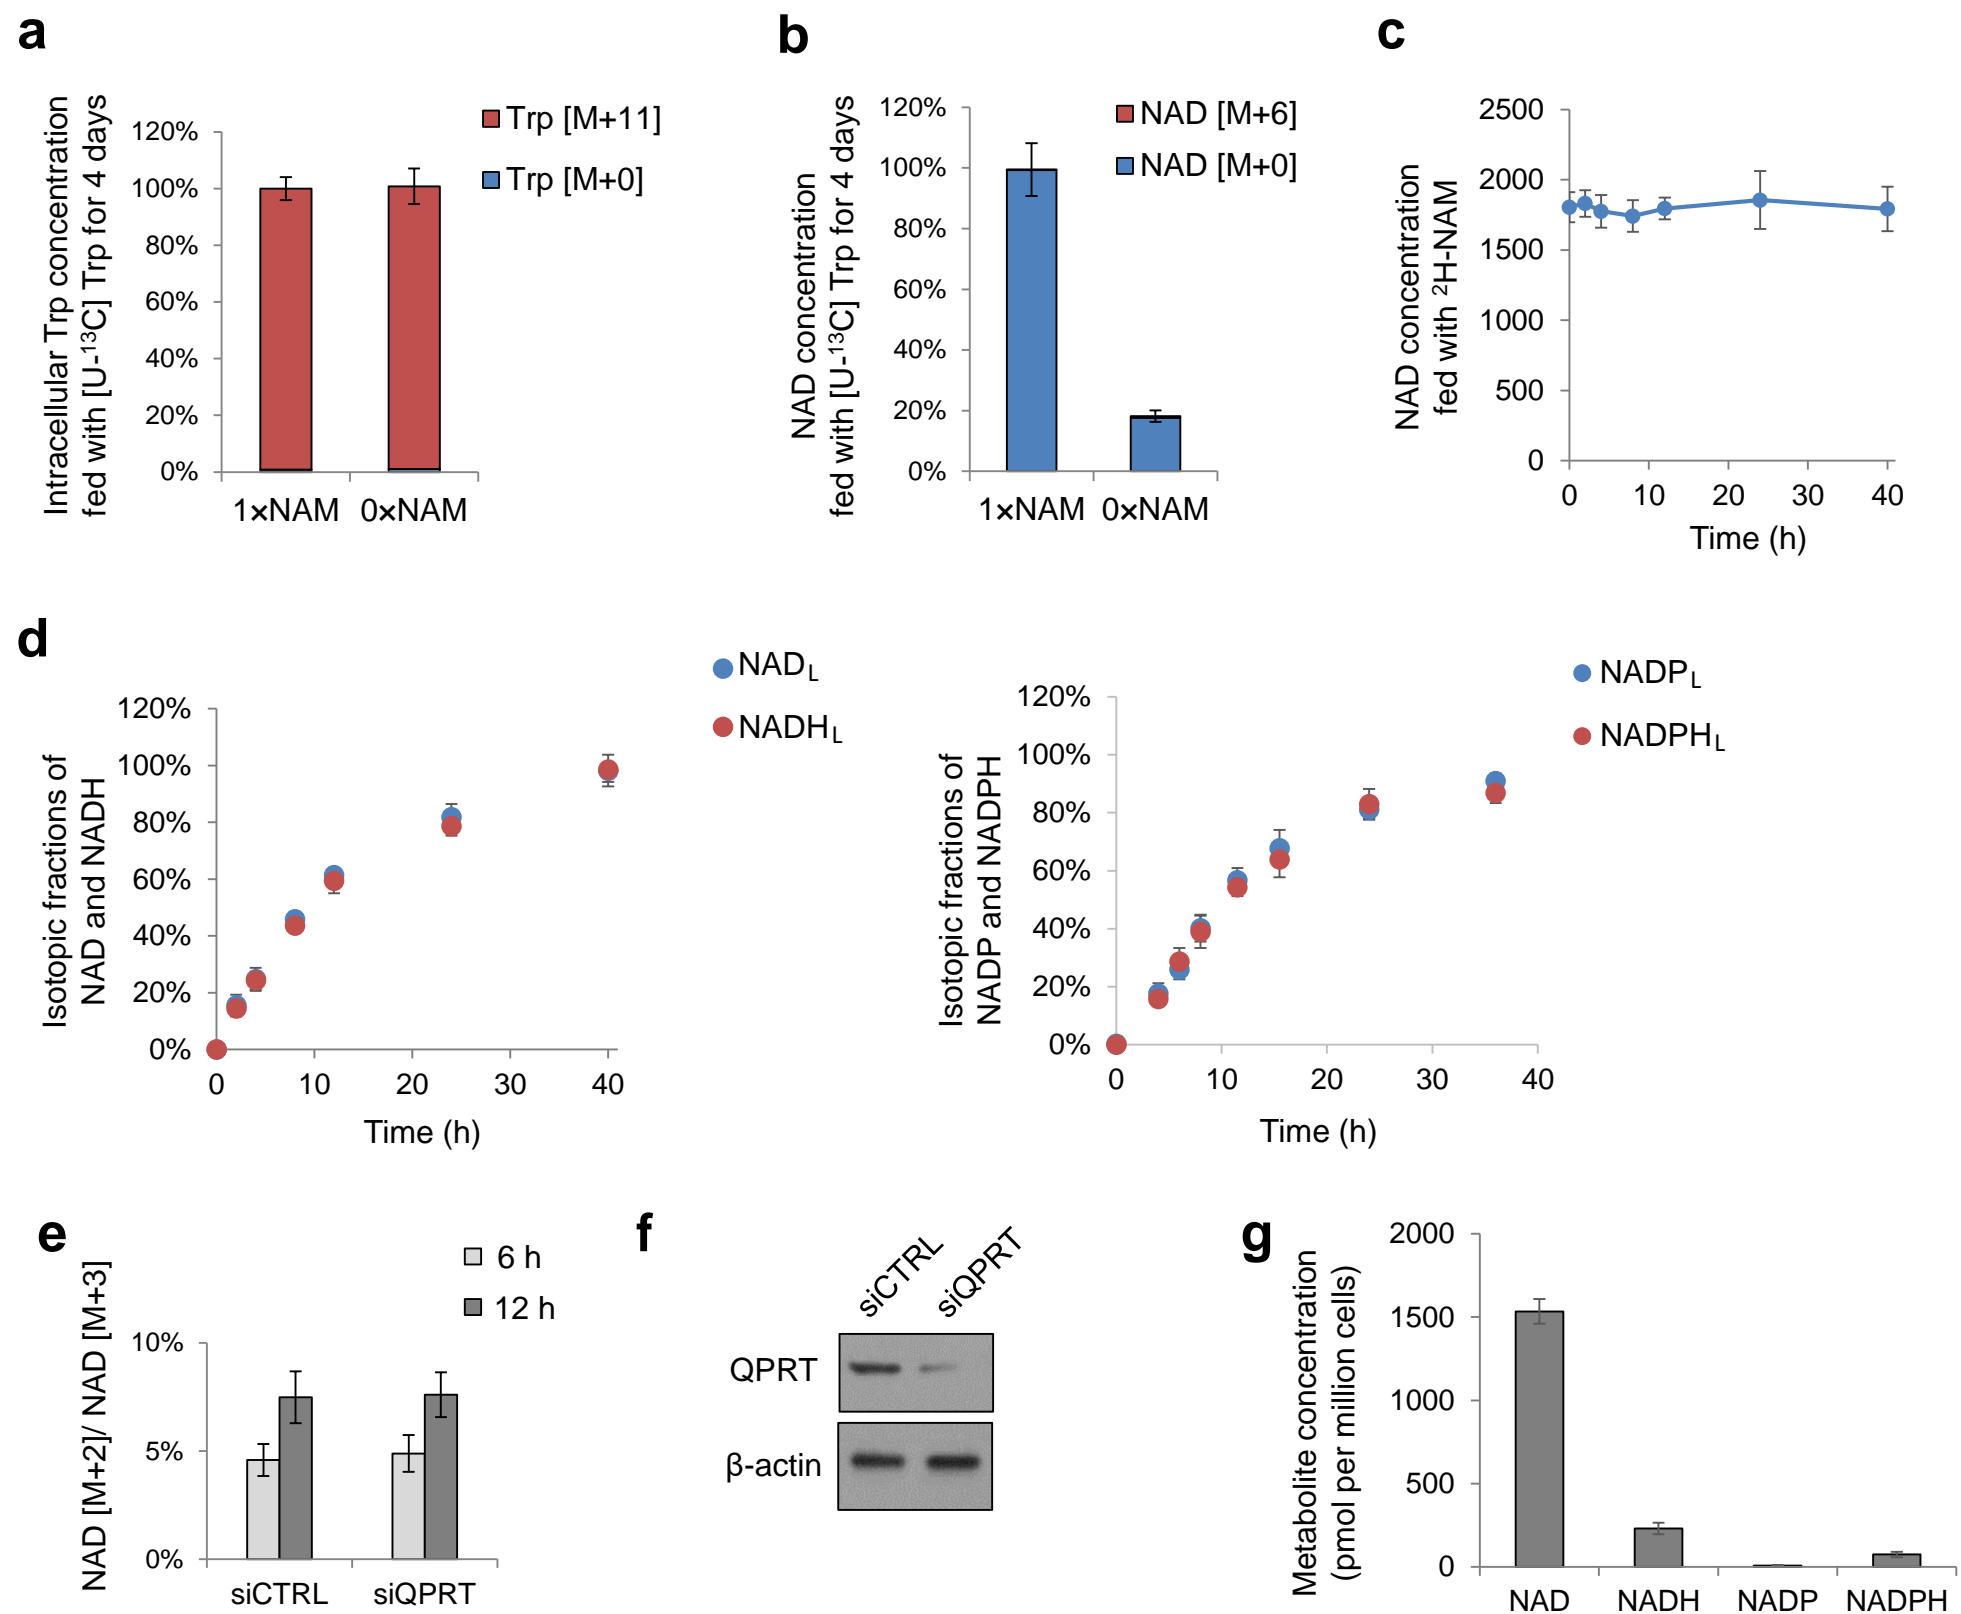 a
Intracellular Trp concentration
fed with [U-¹³C] Trp for 4 days
120%
100%
80%
60%
40%
20%
0%
1×NAM 0×NAM
Trp [M+11]
Trp [M+0]
b
NAD concentration
fed with [U-¹³C] Trp for 4 days
120%
100%
80%
60%
40%
20%
0%
1×NAM 0×NAM
NAD [M+6]
NAD [M+0]
c
NAD concentration
fed with ²H-NAM
2500
2000
1500
1000
500
0
0 10 20 30 40
Time (h)
d
Isotopic fractions of
NAD and NADH
120%
100%
80%
60%
40%
20%
0%
0 10 20 30 40
Time (h)
NAD_L
NADH_L
Isotopic fractions of
NADP and NADPH
120%
100%
80%
60%
40%
20%
0%
0 10 20 30 40
Time (h)
NADP_L
NADPH_L
e
NAD [M+2]/ NAD [M+3]
10%
5%
0%
siCTRL siQPRT
6 h
12 h
f
siCTRL
siQPRT
QPRT
β-actin
g
Metabolite concentration
(pmol per million cells)
2000
1500
1000
500
0
NAD NADH NADP NADPH